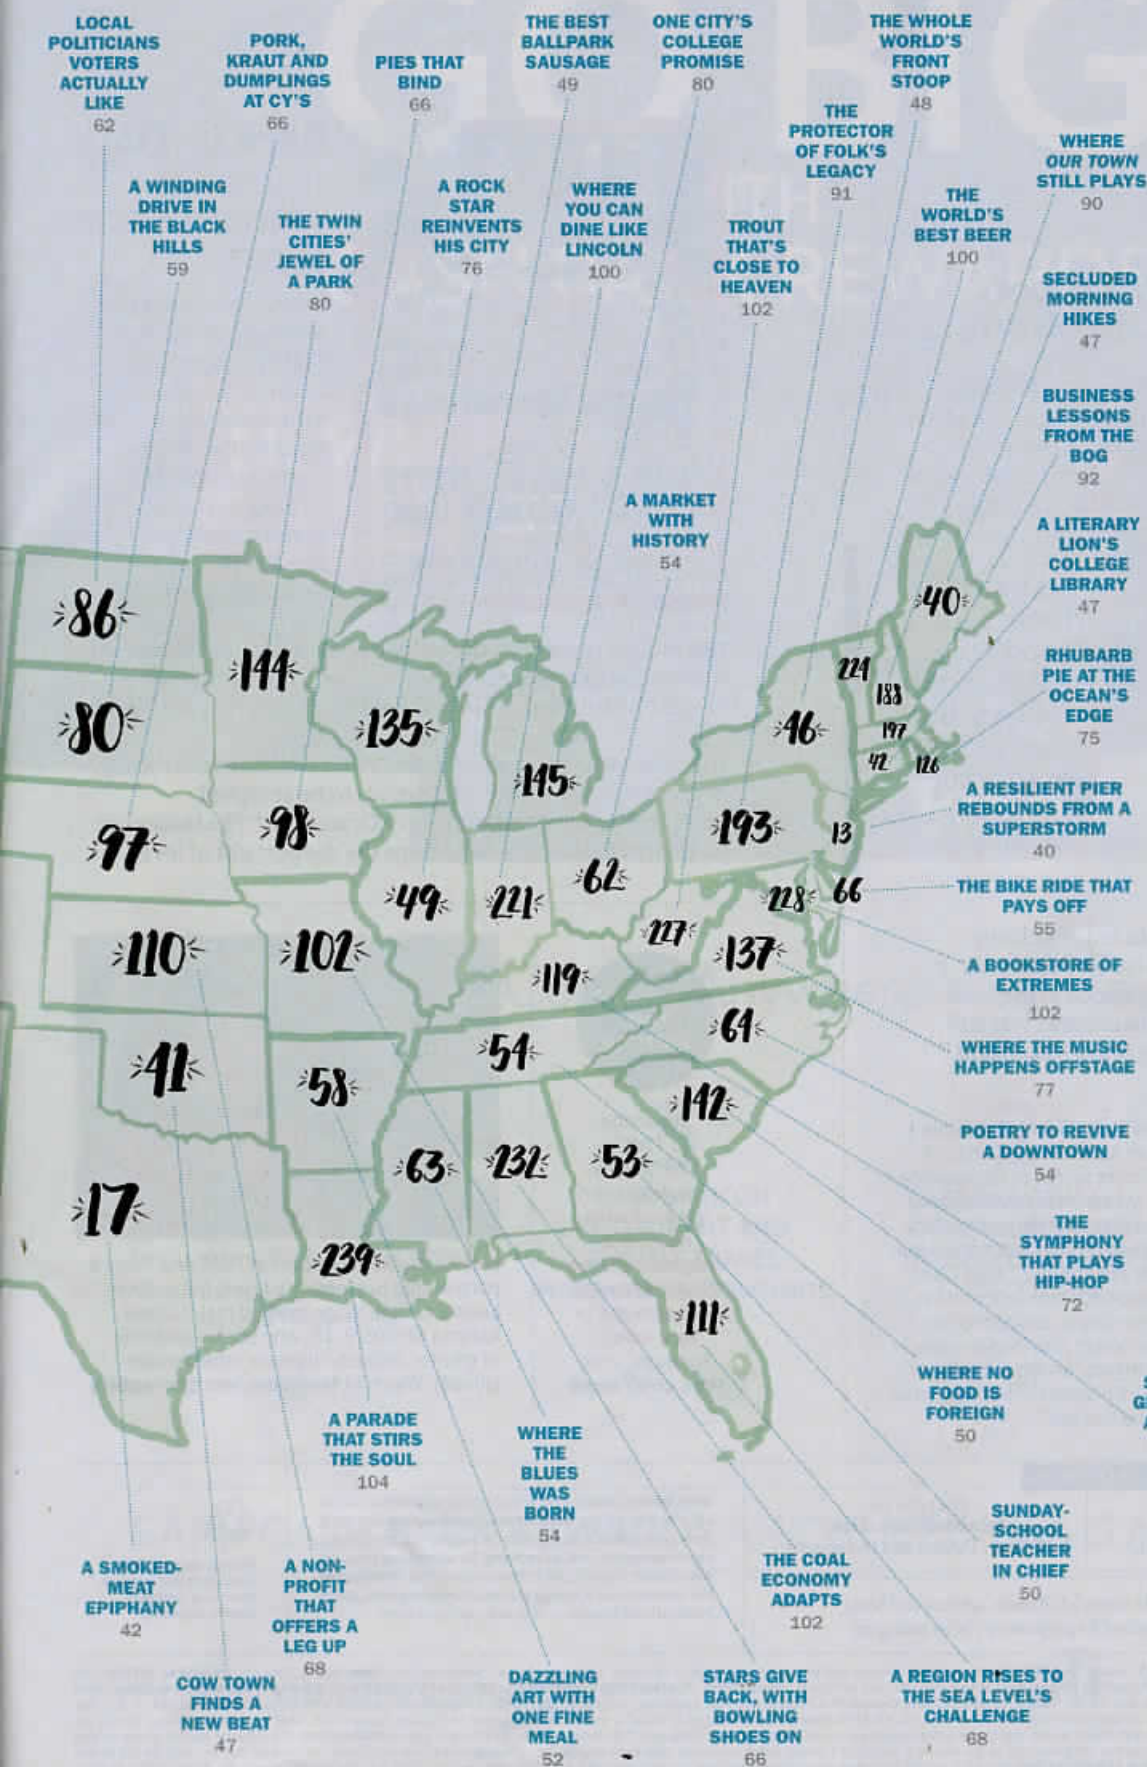 LOCAL
POLITICIANS
VOTERS
ACTUALLY
LIKE
62
PORK,
KRAUT AND
DUMPLINGS
AT CY'S
66
PIES THAT
BIND
66
THE BEST
BALLPARK
SAUSAGE
49
ONE CITY'S
COLLEGE
PROMISE
80
THE WHOLE
WORLD'S
FRONT
STOOP
48
THE
PROTECTOR
OF FOLK'S
LEGACY
91
WHERE
OUR TOWN
STILL PLAYS
90
A WINDING
DRIVE IN
THE BLACK
HILLS
59
THE TWIN
CITIES'
JEWEL OF
A PARK
80
A ROCK
STAR
REINVENTS
HIS CITY
76
WHERE
YOU CAN
DINE LIKE
LINCOLN
100
TROUT
THAT'S
CLOSE TO
HEAVEN
102
THE
WORLD'S
BEST BEER
100
SECLUDED
MORNING
HIKES
47
BUSINESS
LESSONS
FROM THE
BOG
92
A MARKET
WITH
HISTORY
54
A LITERARY
LION'S
COLLEGE
LIBRARY
47
RHUBARB
PIE AT THE
OCEAN'S
EDGE
75
A RESILIENT PIER
REBOUNDS FROM A
SUPERSTORM
40
THE BIKE RIDE THAT
PAYS OFF
55
A BOOKSTORE OF
EXTREMES
102
WHERE THE MUSIC
HAPPENS OFFSTAGE
77
POETRY TO REVIVE
A DOWNTOWN
54
THE
SYMPHONY
THAT PLAYS
HIP-HOP
72
86
144
40
80
135
224
188
46
197
42
126
145
97
98
193
13
49
221
62
228
66
110
102
227
137
119
64
41
58
54
142
63
232
53
17
239
111
WHERE NO
FOOD IS
FOREIGN
50
A PARADE
THAT STIRS
THE SOUL
104
WHERE
THE
BLUES
WAS
BORN
54
SUNDAY-
SCHOOL
TEACHER
IN CHIEF
50
A SMOKED-
MEAT
EPIPHANY
42
A NON-
PROFIT
THAT
OFFERS A
LEG UP
68
THE COAL
ECONOMY
ADAPTS
102
COW TOWN
FINDS A
NEW BEAT
47
DAZZLING
ART WITH
ONE FINE
MEAL
52
STARS GIVE
BACK, WITH
BOWLING
SHOES ON
66
A REGION RISES TO
THE SEA LEVEL'S
CHALLENGE
68